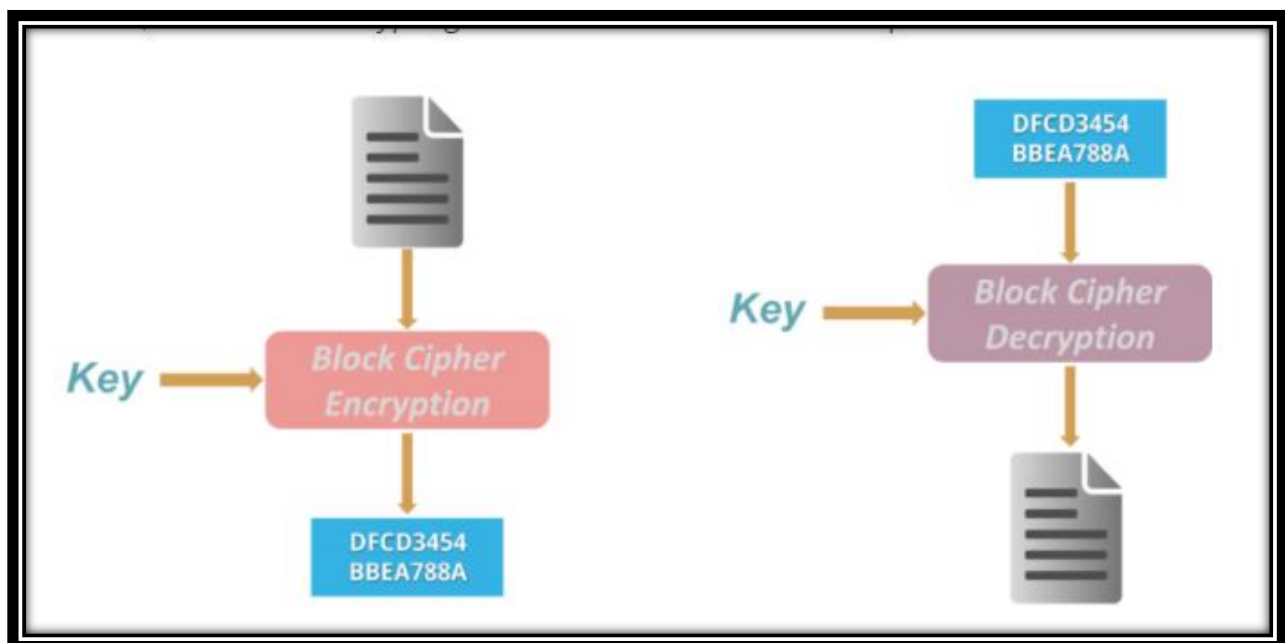 Key
Block Cipher
Encryption
DFCD3454
BBEA788A
DFCD3454
BBEA788A
Key
Block Cipher
Decryption